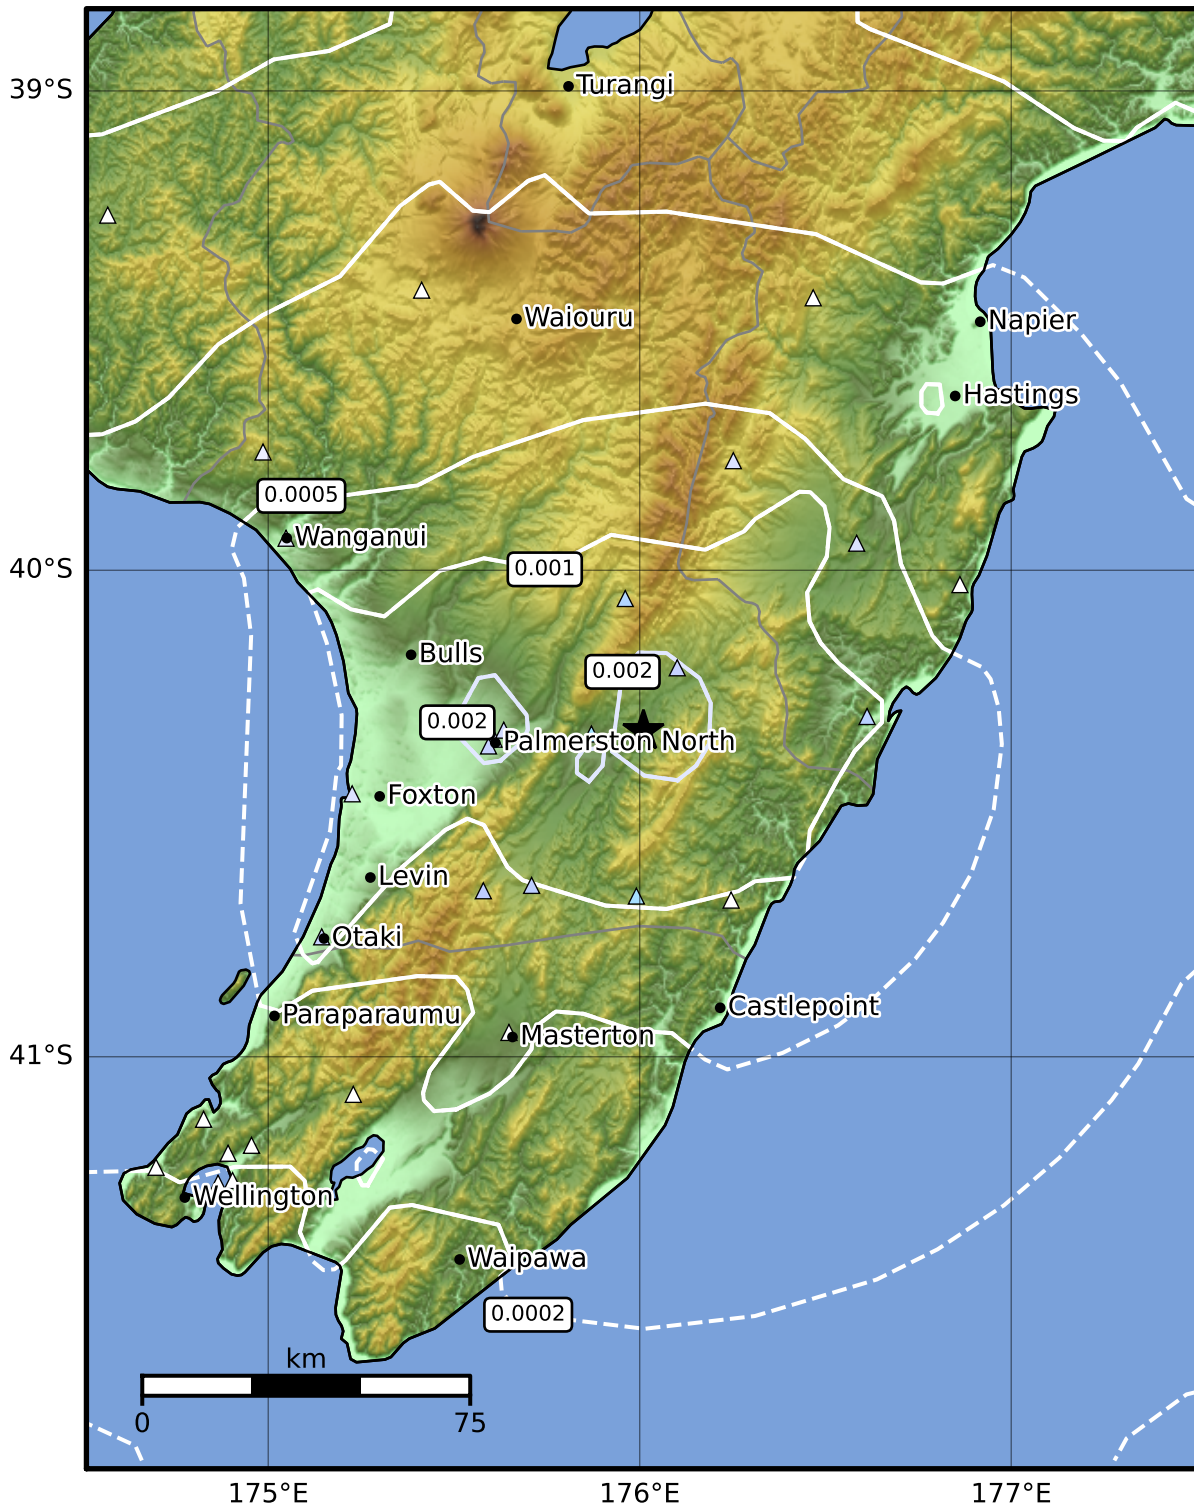 39°S
Turangi
Waiouru
Napier
Hastings
0.0005
Wanganui
40°S
0.001
Bulls
0.002
0.002
Palmerston North
Foxton
Levin
Otaki
Paraparaumu
Castlepoint
Masterton
41°S
Wellington
Waipawa
0.0002
km
0
75
175°E
176°E
177°E